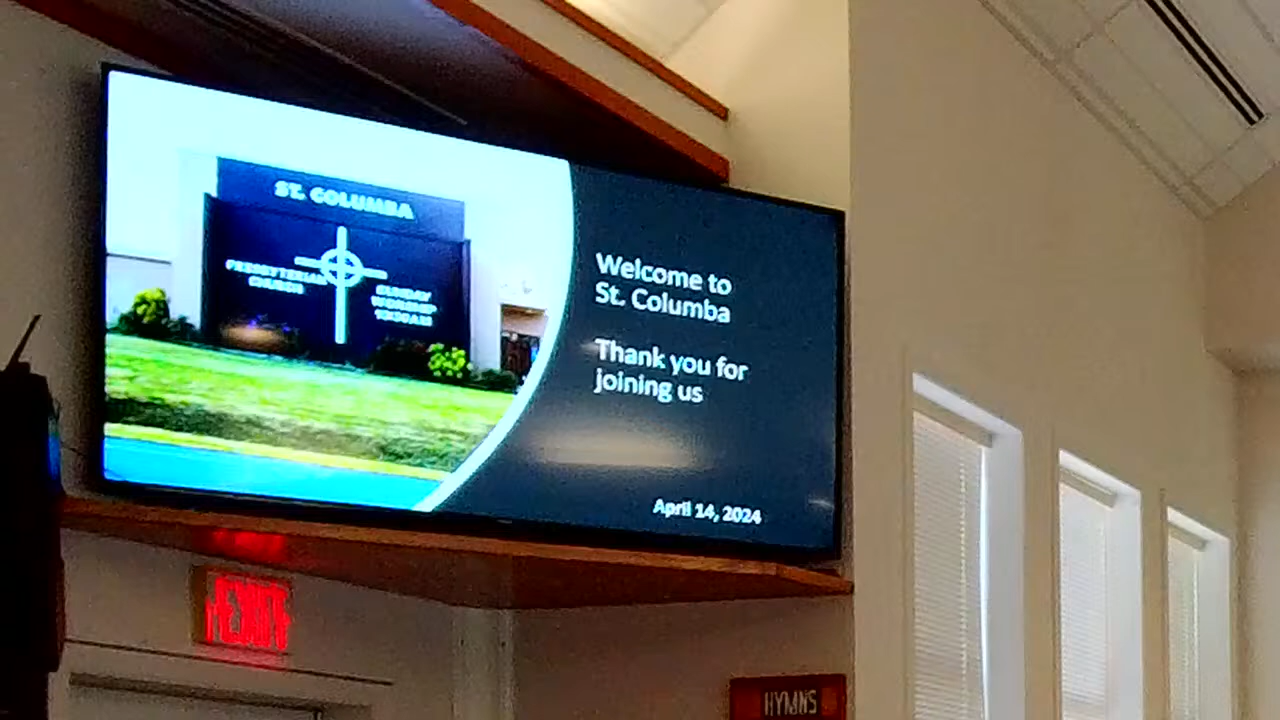 ST. COLUMBA
PRESBYTERIAN
CHURCH
SUNDAY
WORSHIP
10:30AM
Welcome to
St. Columba
Thank you for
joining us
April 14, 2024
EXIT
HYMNS